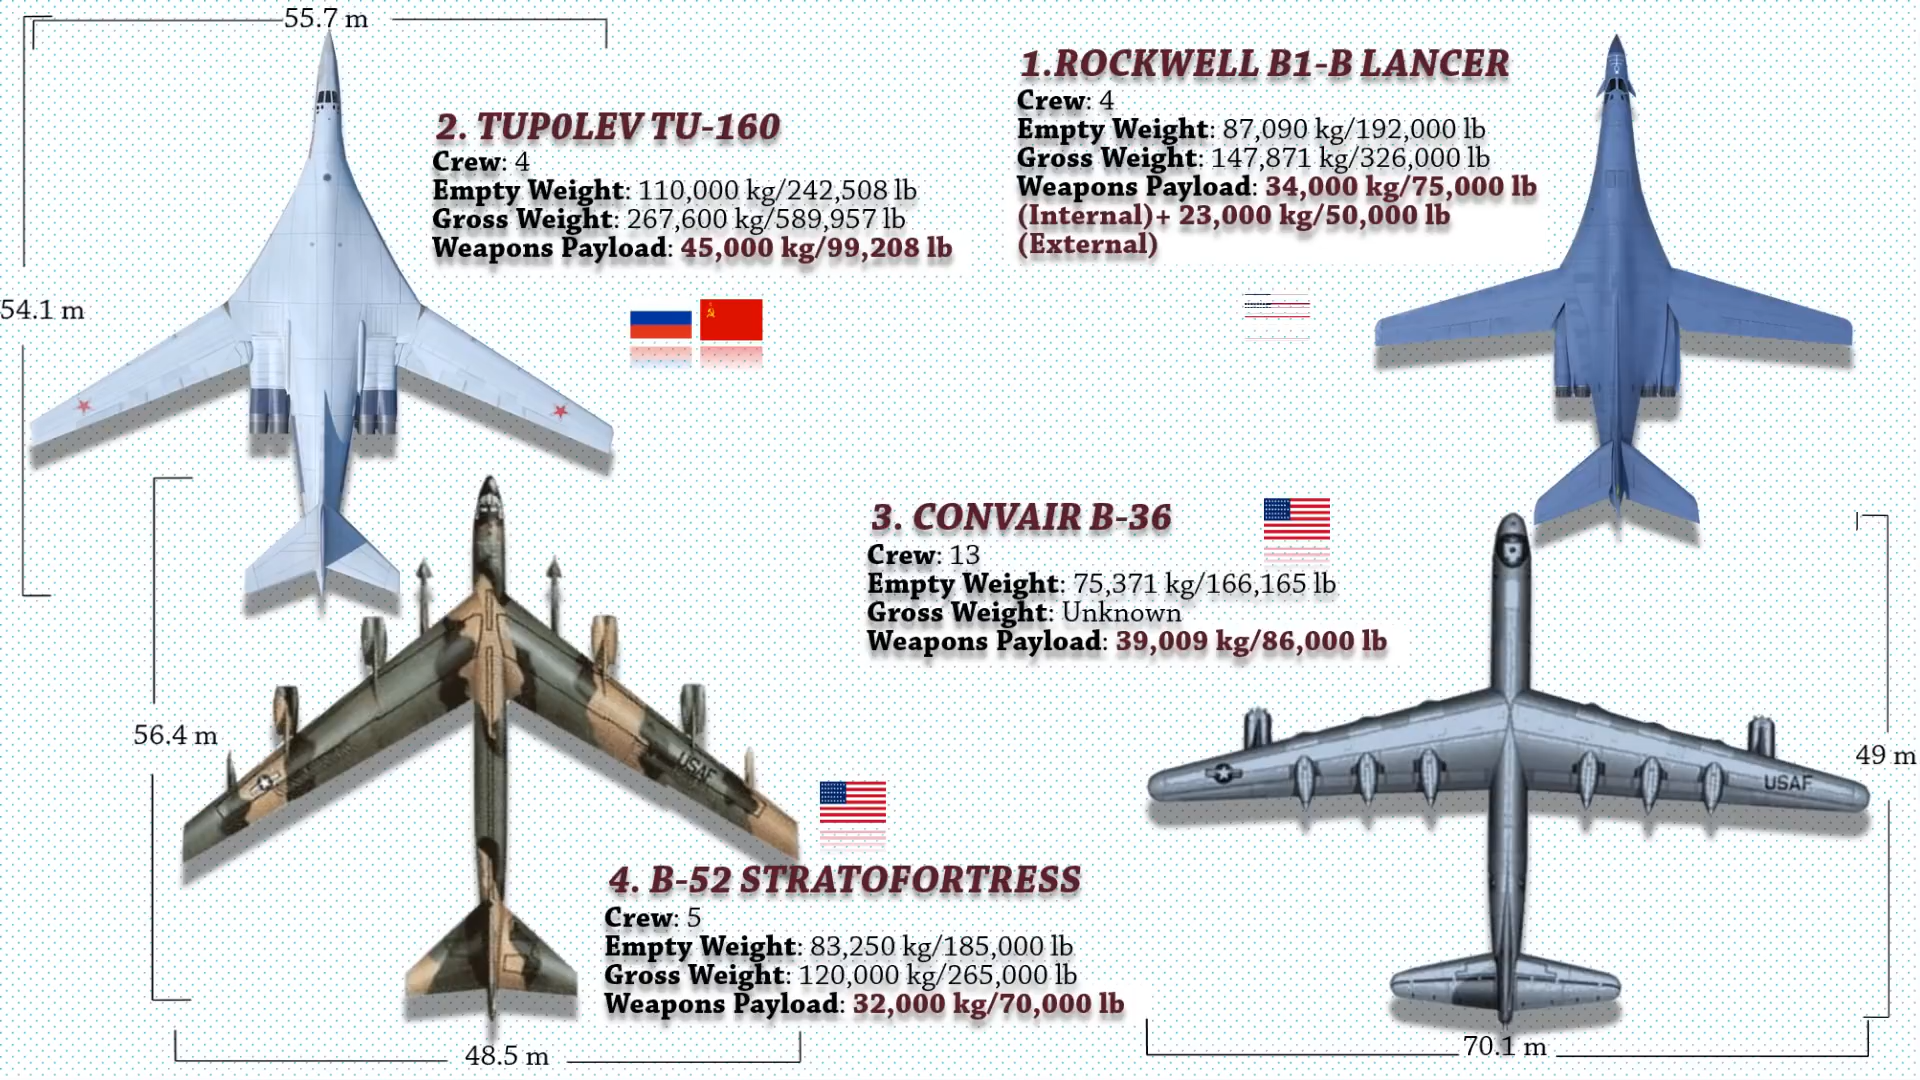 55.7 m
54.1 m
2. TUP0LEV TU-160
Crew: 4
Empty Weight: 110,000 kg/242,508 lb
Gross Weight: 267,600 kg/589,957 lb
Weapons Payload: 45,000 kg/99,208 lb
1.ROCKWELL B1-B LANCER
Crew: 4
Empty Weight: 87,090 kg/192,000 lb
Gross Weight: 147,871 kg/326,000 lb
Weapons Payload: 34,000 kg/75,000 lb
(Internal)+ 23,000 kg/50,000 lb
(External)
3. CONVAIR B-36
Crew: 13
Empty Weight: 75,371 kg/166,165 lb
Gross Weight: Unknown
Weapons Payload: 39,009 kg/86,000 lb
USAF
49 m
70.1 m
56.4 m
USAF
4. B-52 STRATOFORTRESS
Crew: 5
Empty Weight: 83,250 kg/185,000 lb
Gross Weight: 120,000 kg/265,000 lb
Weapons Payload: 32,000 kg/70,000 lb
48.5 m